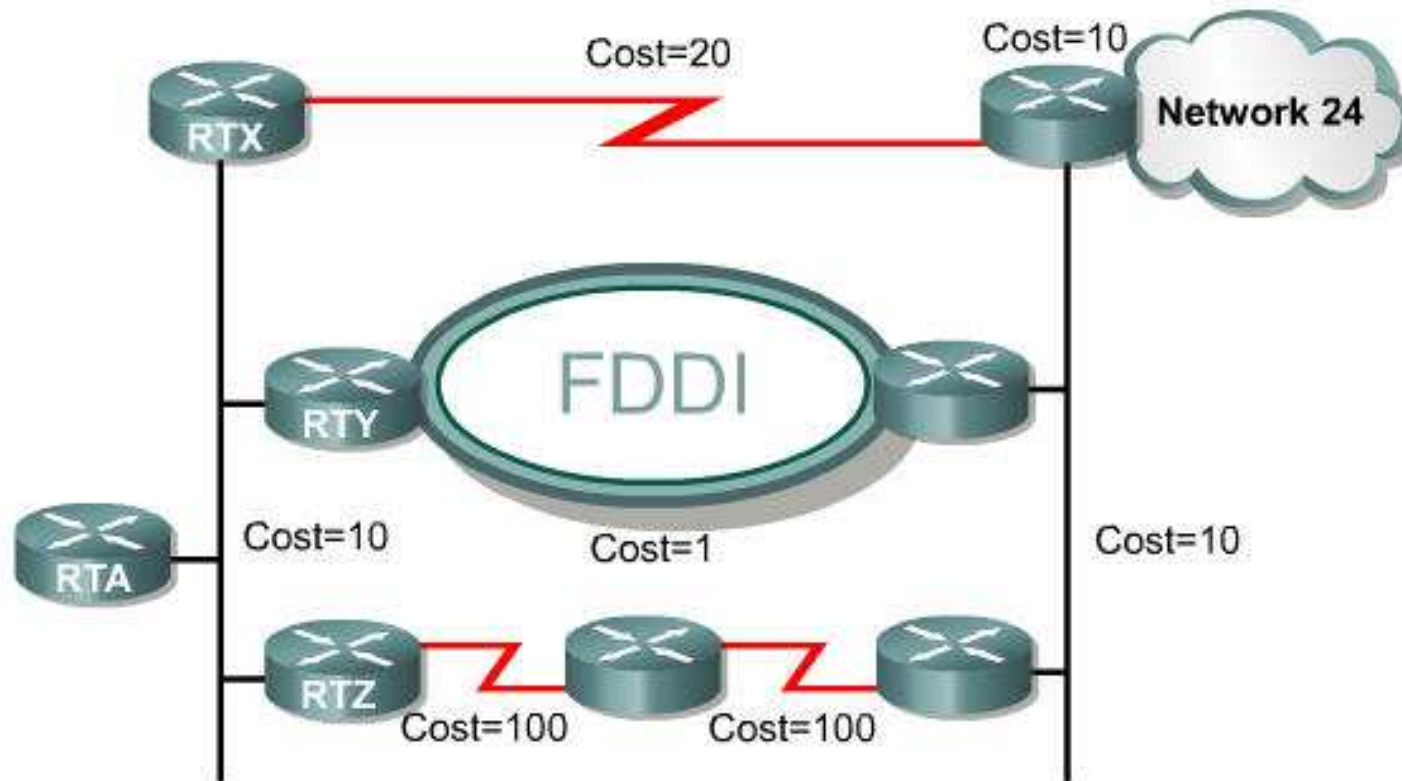 Cost=20
Cost=10
RTX
Network 24
FDDI
RTY
Cost=10
Cost=1
Cost=10
RTA
RTZ
Cost=100
Cost=100